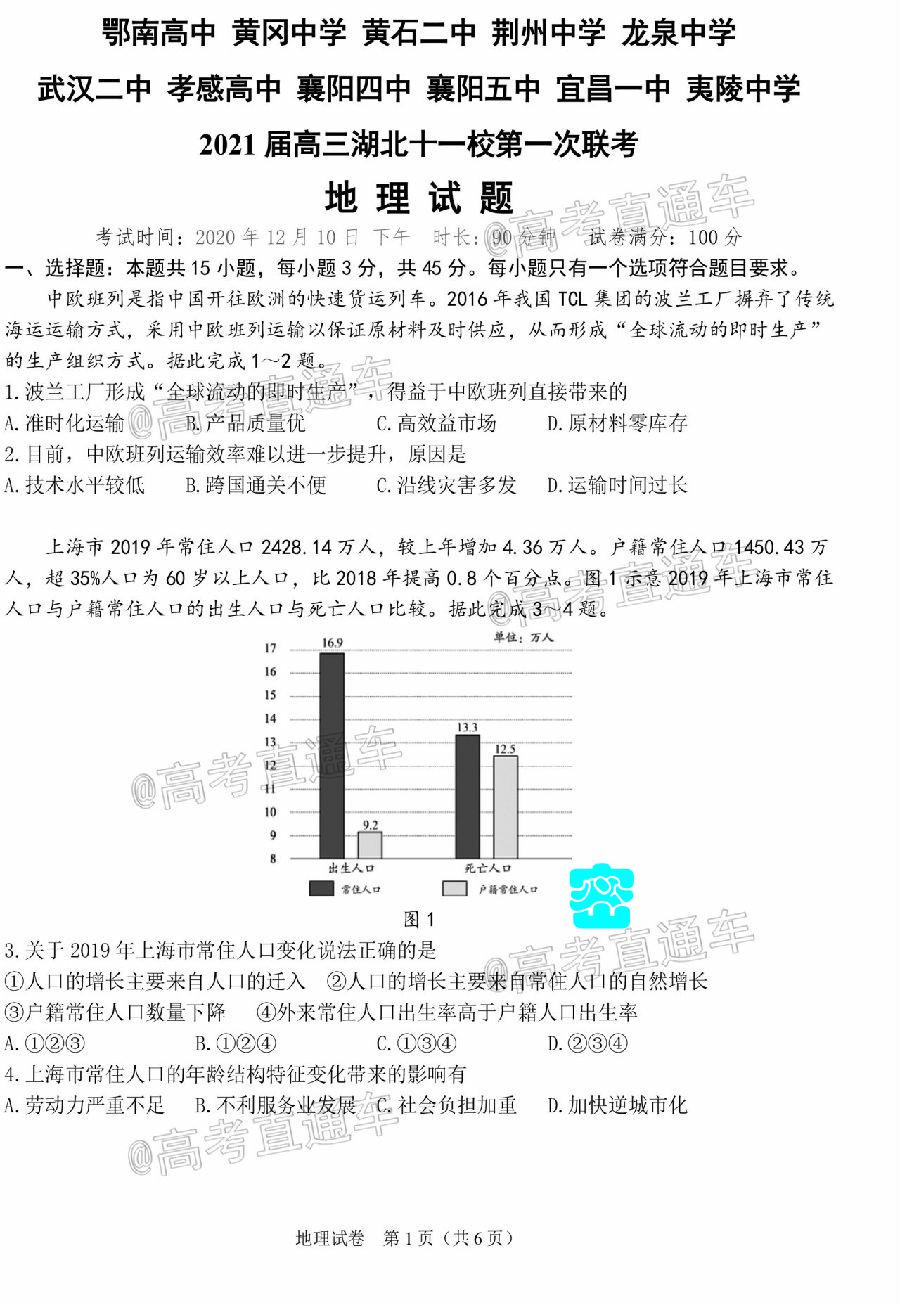 鄂南高中 黄冈中学 黄石二中 荆州中学 龙泉中学
武汉二中 孝感高中 襄阳四中 襄阳五中 宜昌一中 夷陵中学
2021 届高三湖北十一校第一次联考
地 理 试 题
@高考直通车
考试时间：2020 年 12 月 10 日 下午 时长：90 分钟 试卷满分：100 分
一、选择题：本题共 15 小题，每小题 3 分，共 45 分。每小题只有一个选项符合题目要求。
中欧班列是指中国开往欧洲的快速货运列车。2016 年我国 TCL 集团的波兰工厂摒弃了传统
海运运输方式，采用中欧班列运输以保证原材料及时供应，从而形成“全球流动的即时生产”
的生产组织方式。据此完成 1～2 题。
1. 波兰工厂形成“全球流动的即时生产”，得益于中欧班列直接带来的
@高考直通车
A. 准时化运输 B. 产品质量优 C. 高效益市场 D. 原材料零库存
2. 目前，中欧班列运输效率难以进一步提升，原因是
A. 技术水平较低 B. 跨国通关不便 C. 沿线灾害多发 D. 运输时间过长
上海市 2019 年常住人口 2428.14 万人，较上年增加 4.36 万人。户籍常住人口 1450.43 万
人，超 35%人口为 60 岁以上人口，比 2018 年提高 0.8 个百分点。图 1 示意 2019 年上海市常住
@高考直通车
人口与户籍常住人口的出生人口与死亡人口比较。据此完成 3～4 题。
单位：万人
17
16.9
16
15
14
13
13.3
12.5
12
@高考直通车
11
10
9
9.2
8
出生人口 死亡人口
常住人口 户籍常住人口
图 1
3. 关于 2019 年上海市常住人口变化说法正确的是
@高考直通车
①人口的增长主要来自人口的迁入 ②人口的增长主要来自常住人口的自然增长
③户籍常住人口数量下降 ④外来常住人口出生率高于户籍人口出生率
A. ①②③ B. ①②④ C. ①③④ D. ②③④
4. 上海市常住人口的年龄结构特征变化带来的影响有
A. 劳动力严重不足 B. 不利服务业发展 C. 社会负担加重 D. 加快逆城市化
@高考直通车
地理试卷 第 1 页（共 6 页）